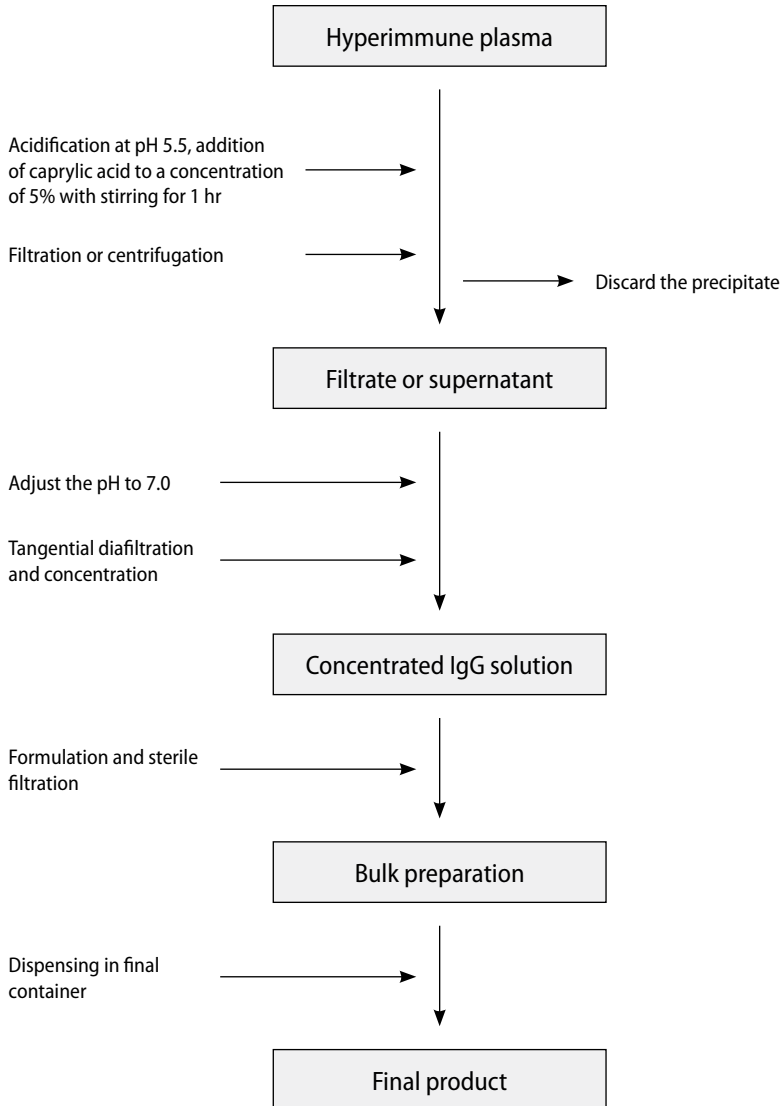 Hyperimmune plasma
Acidification at pH 5.5, addition
of caprylic acid to a concentration
of 5% with stirring for 1 hr
Filtration or centrifugation
Discard the precipitate
Filtrate or supernatant
Adjust the pH to 7.0
Tangential diafiltration
and concentration
Concentrated IgG solution
Formulation and sterile
filtration
Bulk preparation
Dispensing in final
container
Final product